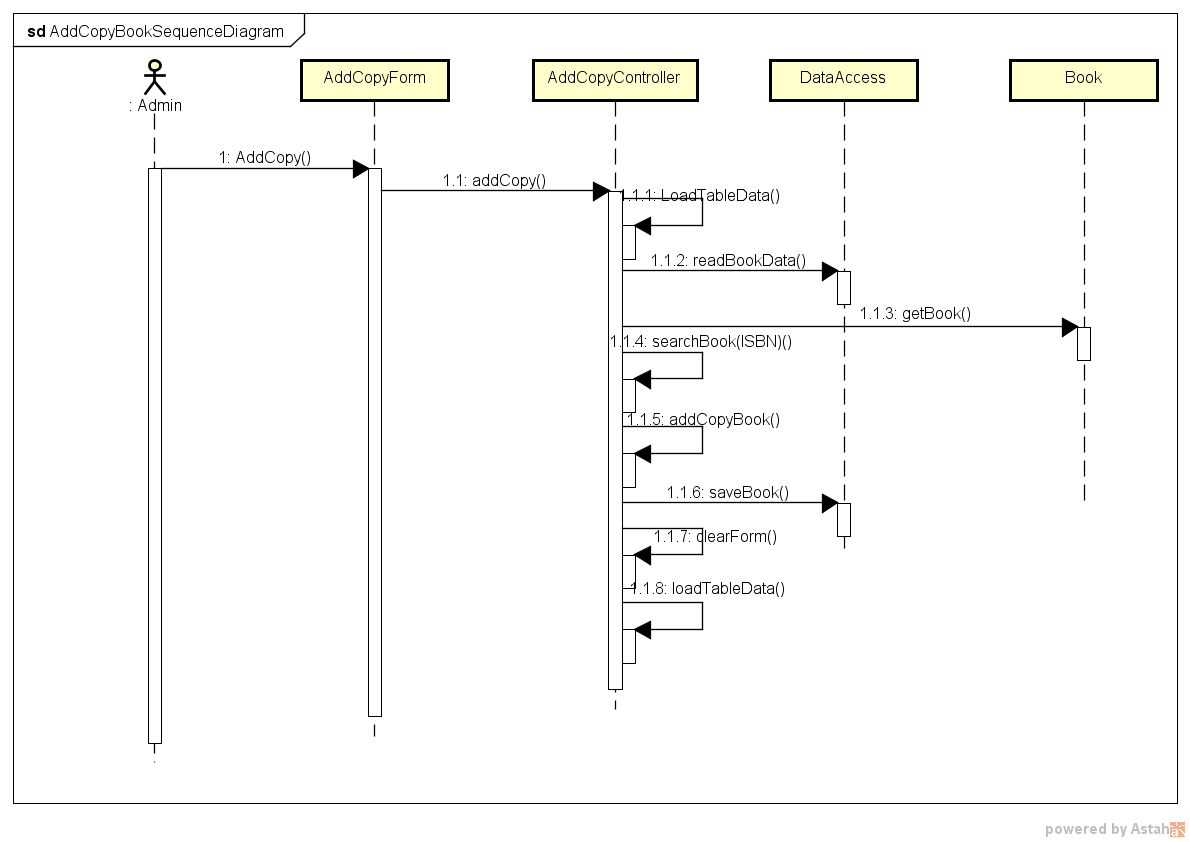 sd AddCopyBookSequenceDiagram
: Admin
AddCopyForm
AddCopyController
DataAccess
Book
1: AddCopy()
1.1: addCopy()
1.1.1: LoadTableData()
1.1.2: readBookData()
1.1.3: getBook()
1.1.4: searchBook(ISBN)()
1.1.5: addCopyBook()
1.1.6: saveBook()
1.1.7: clearForm()
1.1.8: loadTableData()
powered by Astah